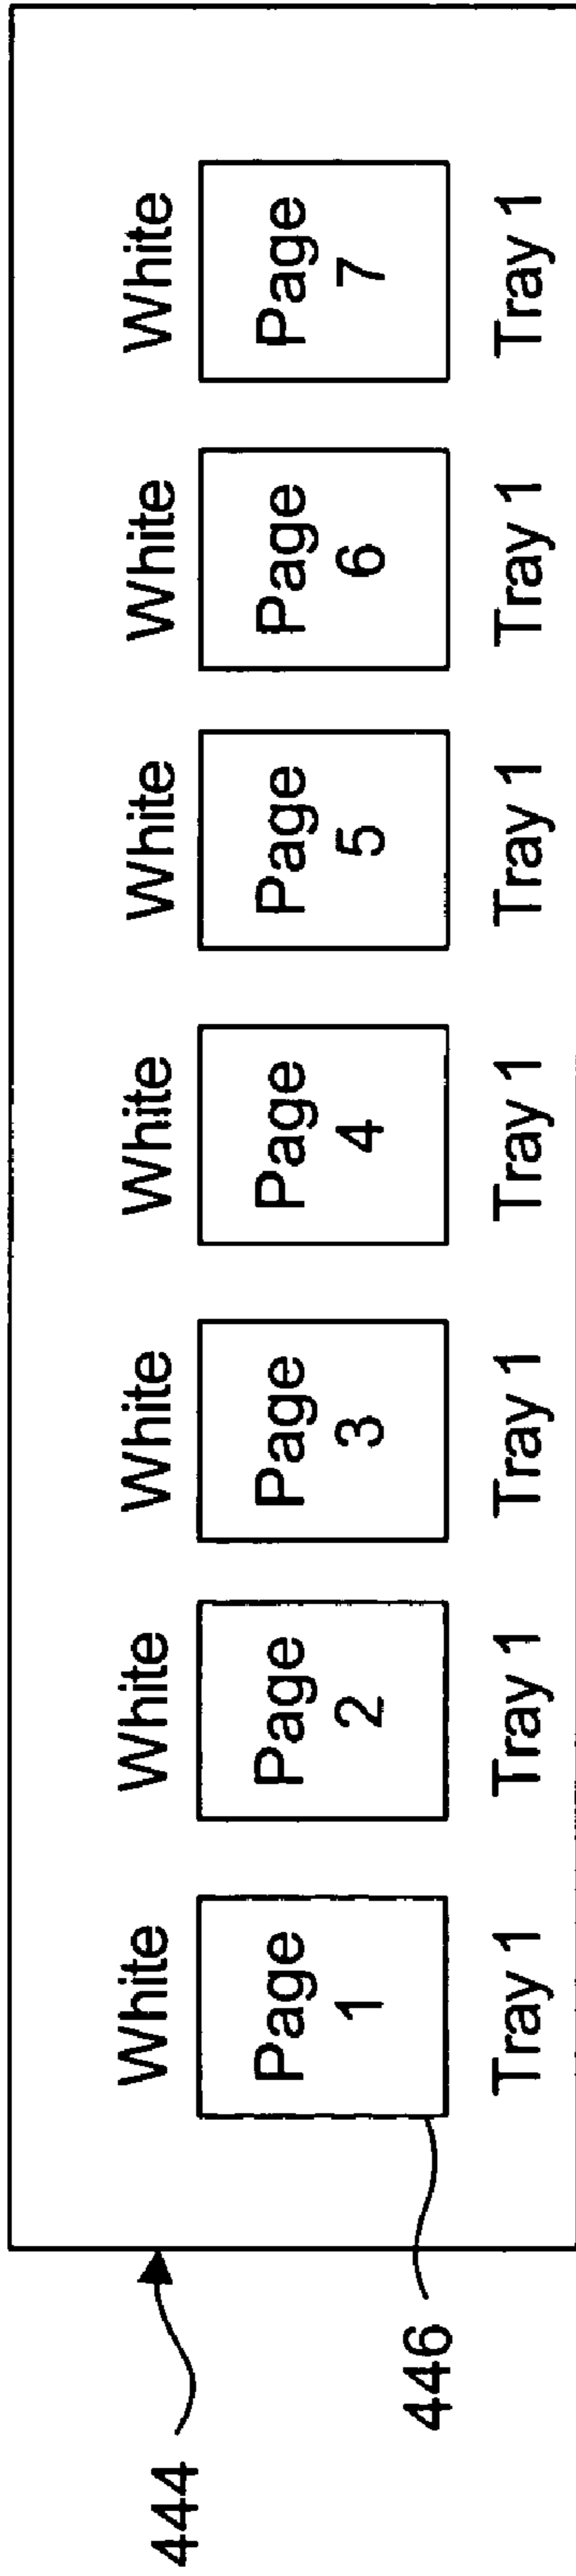 White White White White White White White
Page Page Page Page Page Page Page
1 2 3 4 5 6 7
Tray 1 Tray 1 Tray 1 Tray 1 Tray 1 Tray 1 Tray 1
444
446